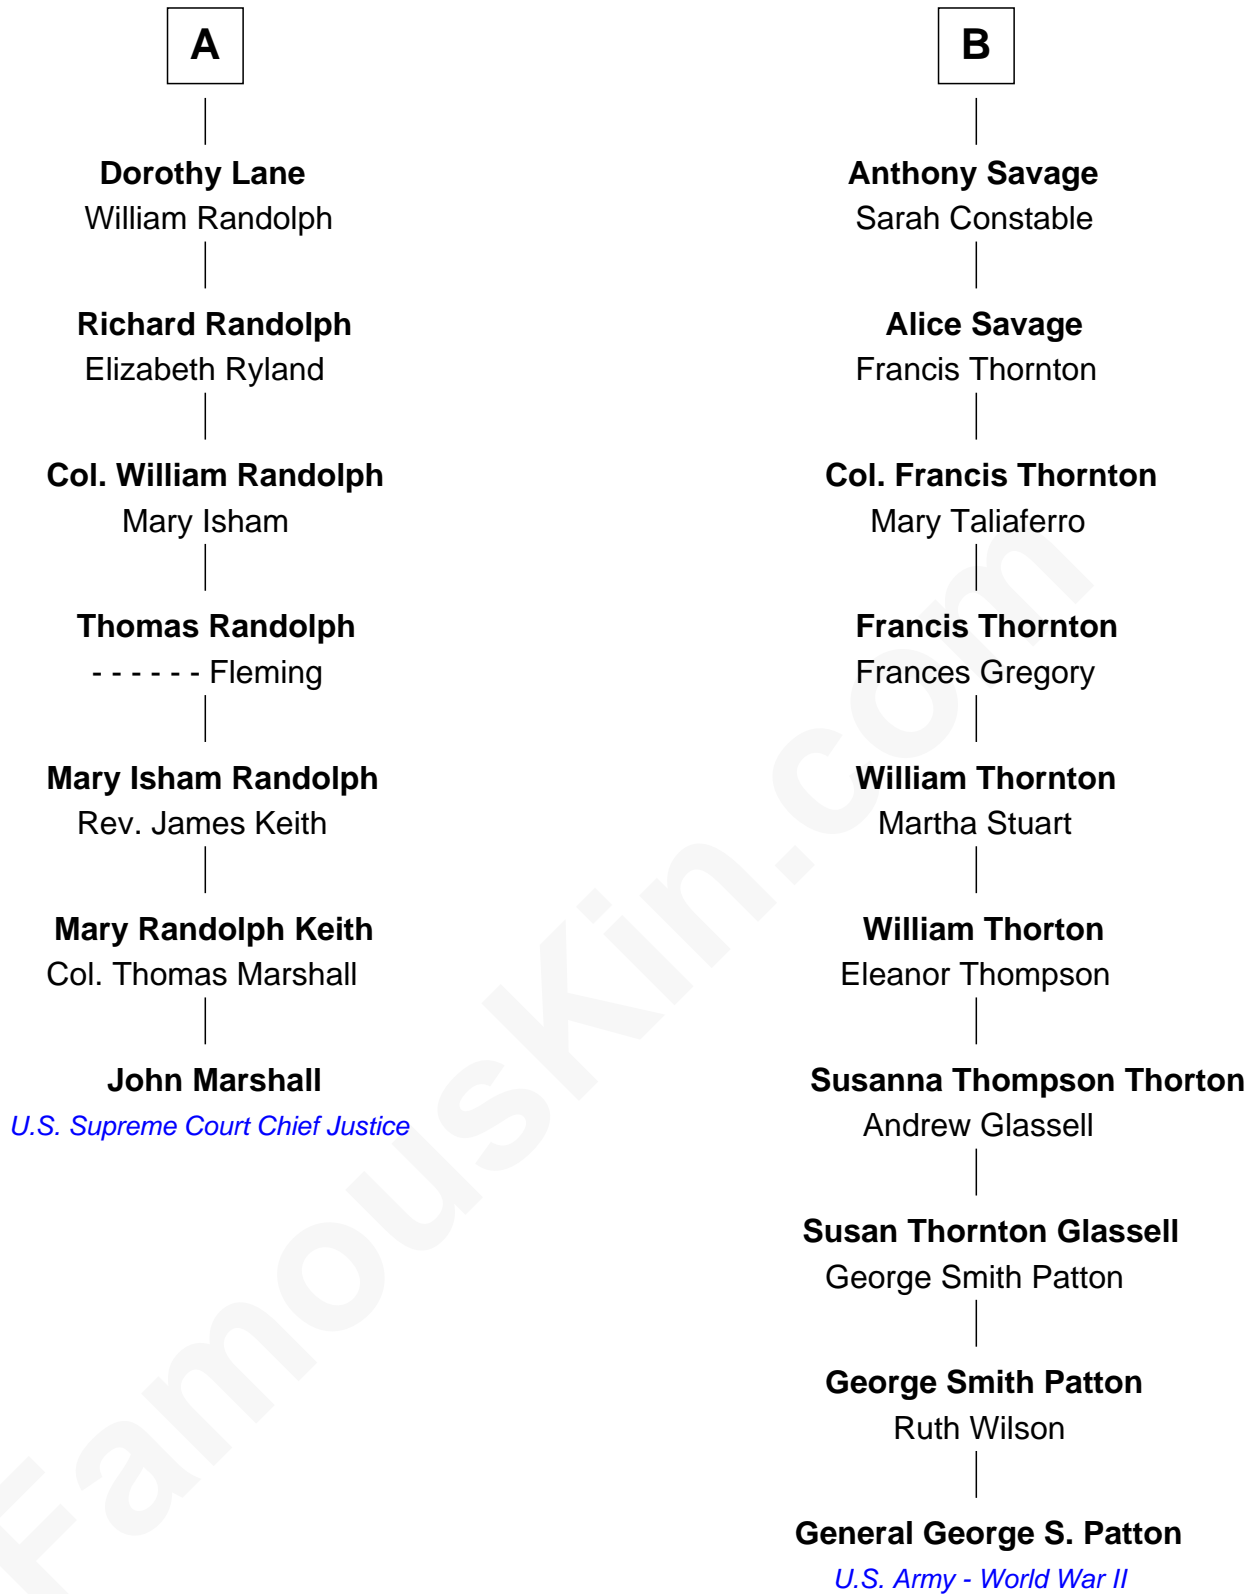 A
Dorothy Lane
William Randolph
Richard Randolph
Elizabeth Ryland
Col. William Randolph
Mary Isham
Thomas Randolph
- - - - - - Fleming
Mary Isham Randolph
Rev. James Keith
Mary Randolph Keith
Col. Thomas Marshall
John Marshall
U.S. Supreme Court Chief Justice
B
Anthony Savage
Sarah Constable
Alice Savage
Francis Thornton
Col. Francis Thornton
Mary Taliaferro
Francis Thornton
Frances Gregory
William Thornton
Martha Stuart
William Thorton
Eleanor Thompson
Susanna Thompson Thorton
Andrew Glassell
Susan Thornton Glassell
George Smith Patton
George Smith Patton
Ruth Wilson
General George S. Patton
U.S. Army - World War II
FamousKin.com